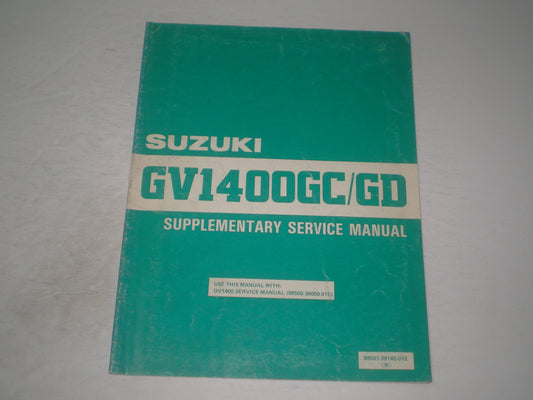 SUZUKI
GV1400GC/GD
SUPPLEMENTARY SERVICE MANUAL
USE THIS MANUAL WITH:
GV1400 SERVICE MANUAL (99500-39050-01E)
99501-39140-01E